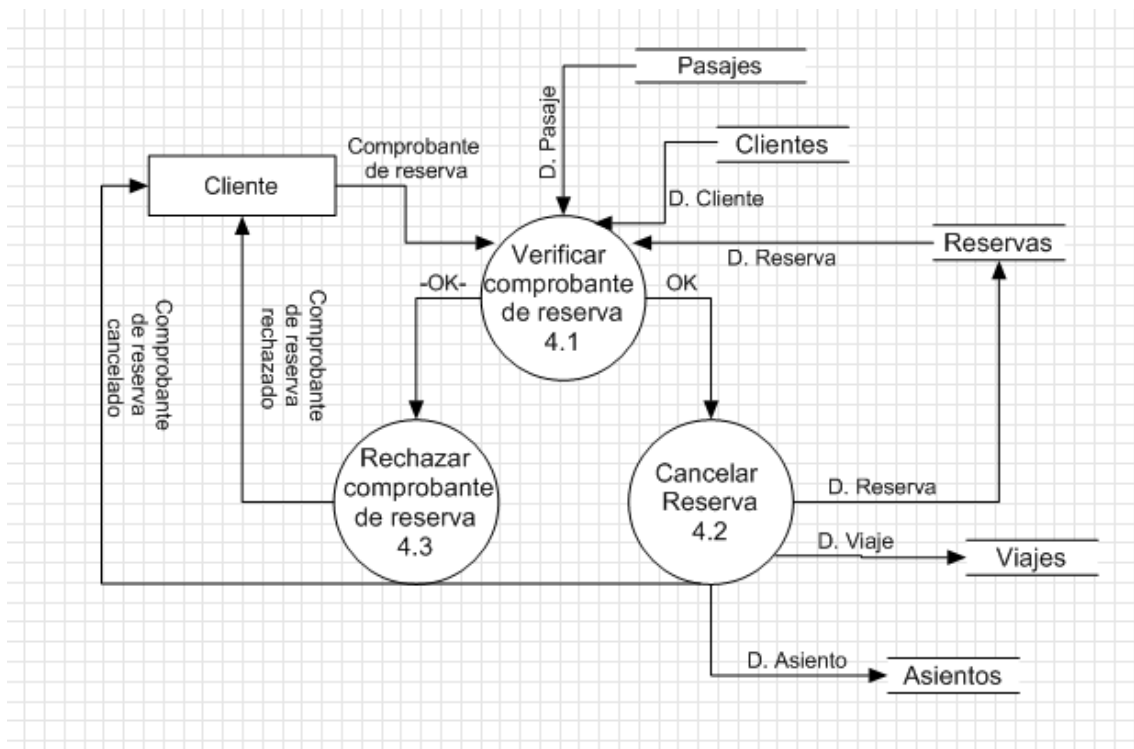 Pasajes
D. Pasaje
Clientes
Comprobante
de reserva
Cliente
D. Cliente
Reservas
D. Reserva
Verificar
comprobante
de reserva
4.1
-OK-
OK
Comprobante
de reserva
cancelado
Comprobante
de reserva
rechazado
Rechazar
comprobante
de reserva
4.3
Cancelar
Reserva
4.2
D. Reserva
D. Viaje
Viajes
D. Asiento
Asientos